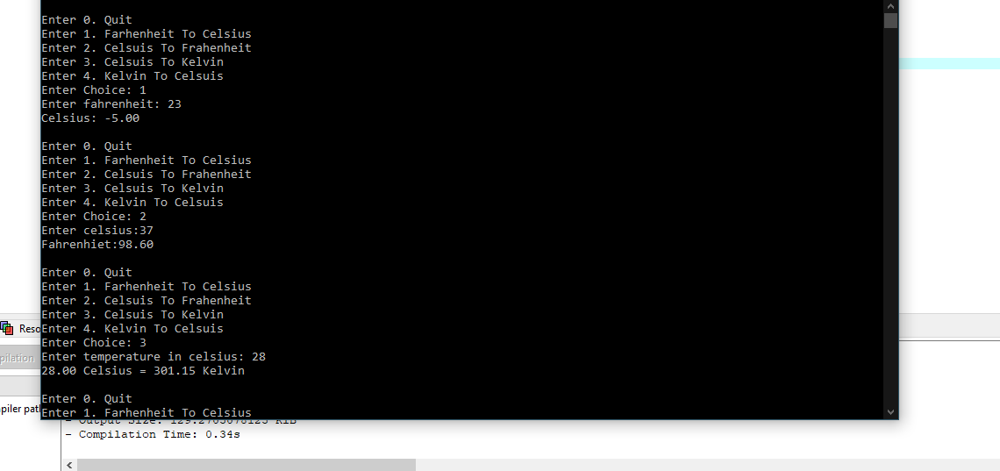 Enter 0. Quit
Enter 1. Farhenheit To Celsius
Enter 2. Celsuis To Frahenheit
Enter 3. Celsuis To Kelvin
Enter 4. Kelvin To Celsuis
Enter Choice: 1
Enter fahrenheit: 23
Celsius: -5.00
Enter 0. Quit
Enter 1. Farhenheit To Celsius
Enter 2. Celsuis To Frahenheit
Enter 3. Celsuis To Kelvin
Enter 4. Kelvin To Celsuis
Enter Choice: 2
Enter celsius:37
Fahrenhiet:98.60
Enter 0. Quit
Enter 1. Farhenheit To Celsius
Enter 2. Celsuis To Frahenheit
Enter 3. Celsuis To Kelvin
Enter 4. Kelvin To Celsuis
Enter Choice: 3
Enter temperature in celsius: 28
28.00 Celsius = 301.15 Kelvin
Enter 0. Quit
Enter 1. Farhenheit To Celsius
Reso
pilation
piler pat
- Output Size:
- Compilation Time: 0.34s